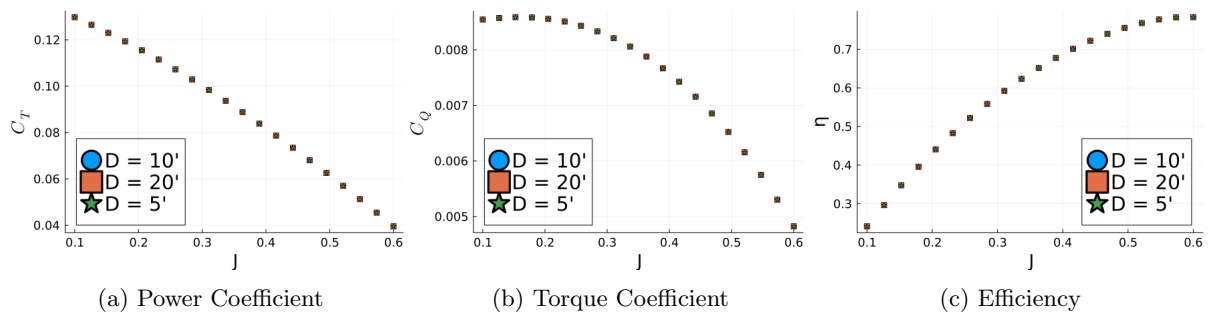 0.12
0.10
0.08
0.06
0.04
C_T
D = 10'
D = 20'
D = 5'
0.1 0.2 0.3 0.4 0.5 0.6
J
(a) Power Coefficient
0.008
0.007
0.006
0.005
C_Q
D = 10'
D = 20'
D = 5'
0.1 0.2 0.3 0.4 0.5 0.6
J
(b) Torque Coefficient
0.7
0.6
0.5
0.4
0.3
η
D = 10'
D = 20'
D = 5'
0.1 0.2 0.3 0.4 0.5 0.6
J
(c) Efficiency